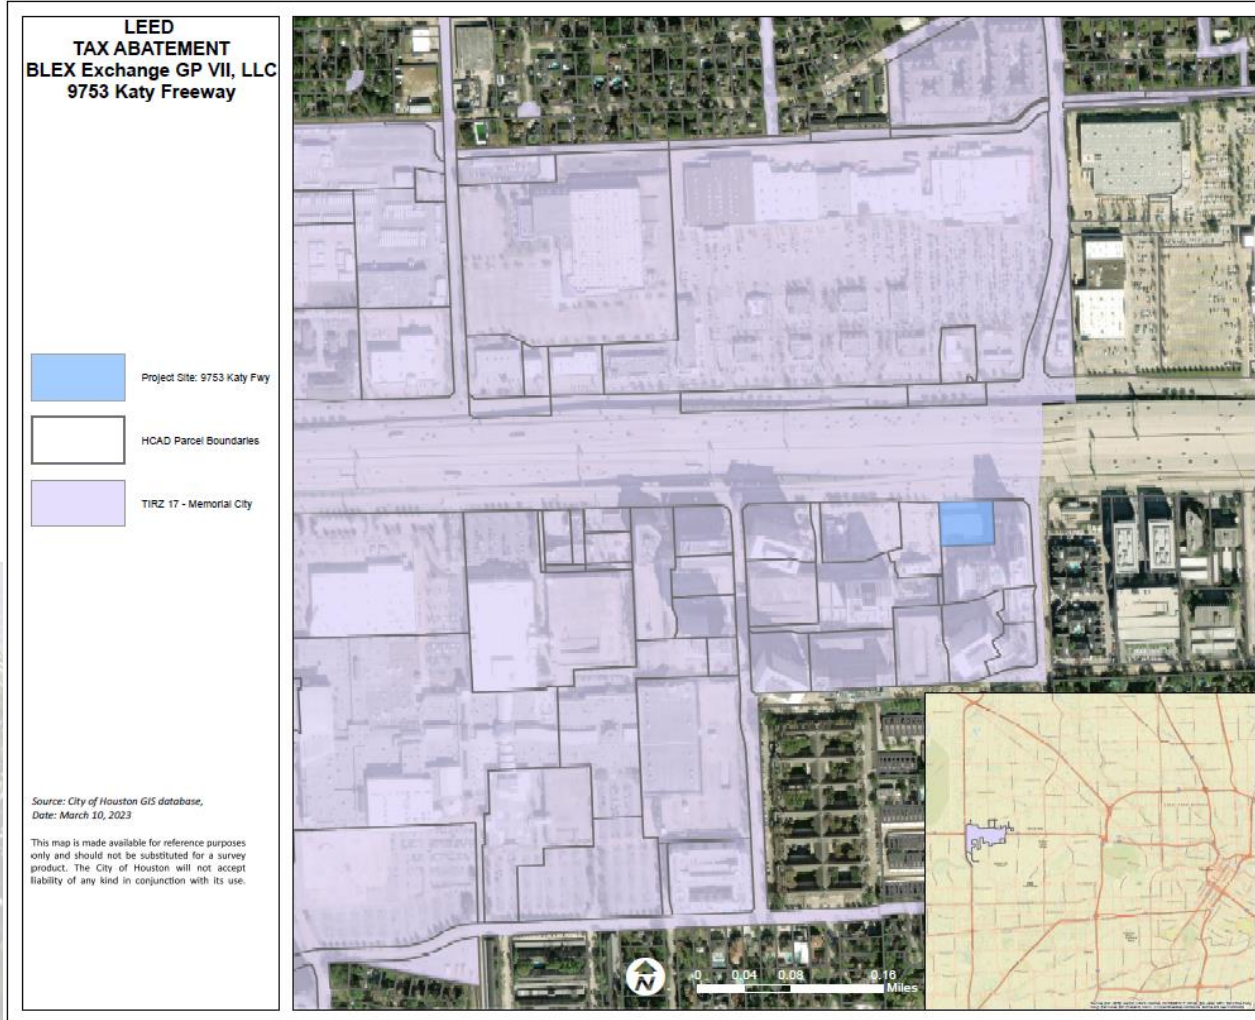 LEED
TAX ABATEMENT
BLEX Exchange GP VII, LLC
9753 Katy Freeway
Project Site: 9753 Katy Fwy
HCAD Parcel Boundaries
TIRZ 17 - Memorial City
Source: City of Houston GIS database,
Date: March 10, 2023
This map is made available for reference purposes
only and should not be substituted for a survey
product. The City of Houston will not accept
liability of any kind in conjunction with its use.
N
0 0.04 0.08 0.16
Miles